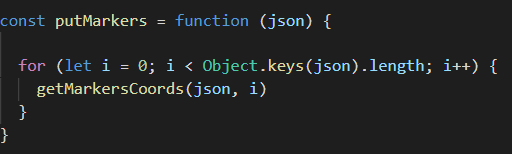 const putMarkers = function (json) {
for (let i = 0; i < Object.keys(json).length; i++) {
getMarkersCoords(json, i)
}
}